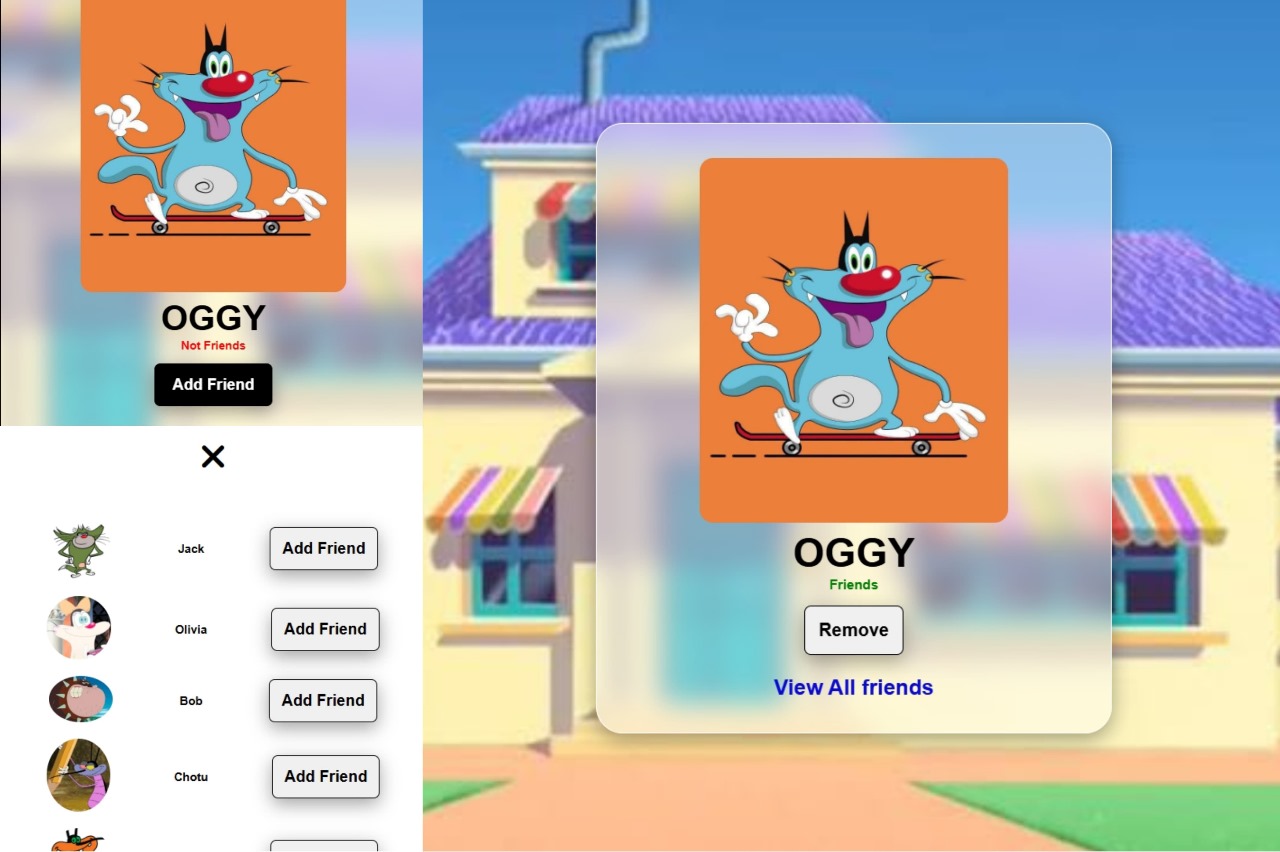 OGGY
Not Friends
Add Friend
Jack
Add Friend
Olivia
Add Friend
Bob
Add Friend
Chotu
Add Friend
OGGY
Friends
Remove
View All friends